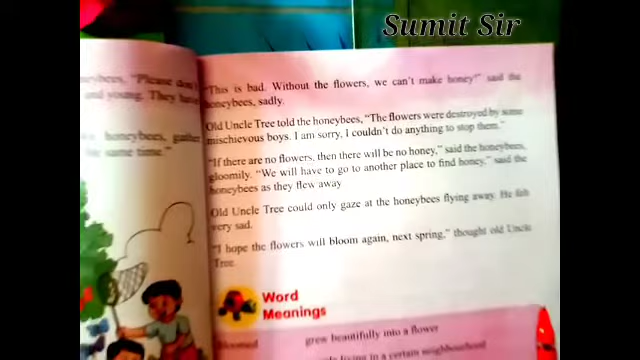 Sumit Sir
"Please don't
and young. They have
honeybees, gather
the same time."
"This is bad. Without the flowers, we can't make honey!" said the
honeybees, sadly.
Old Uncle Tree told the honeybees, "The flowers were destroyed by some
mischievous boys. I am sorry, I couldn't do anything to stop them."
"If there are no flowers, then there will be no honey," said the honeybees,
gloomily. "We will have to go to another place to find honey," said the
honeybees as they flew away
Old Uncle Tree could only gaze at the honeybees flying away. He felt
very sad.
"I hope the flowers will bloom again, next spring," thought old Uncle
Tree.
Word
Meanings
bloomed grew beautifully into a flower
living in a certain neighbourhood